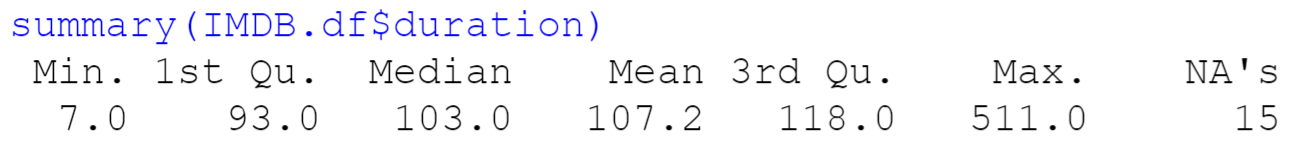 summary(IMDB.df$duration)
Min. 1st Qu. Median Mean 3rd Qu. Max. NA's
7.0 93.0 103.0 107.2 118.0 511.0 15